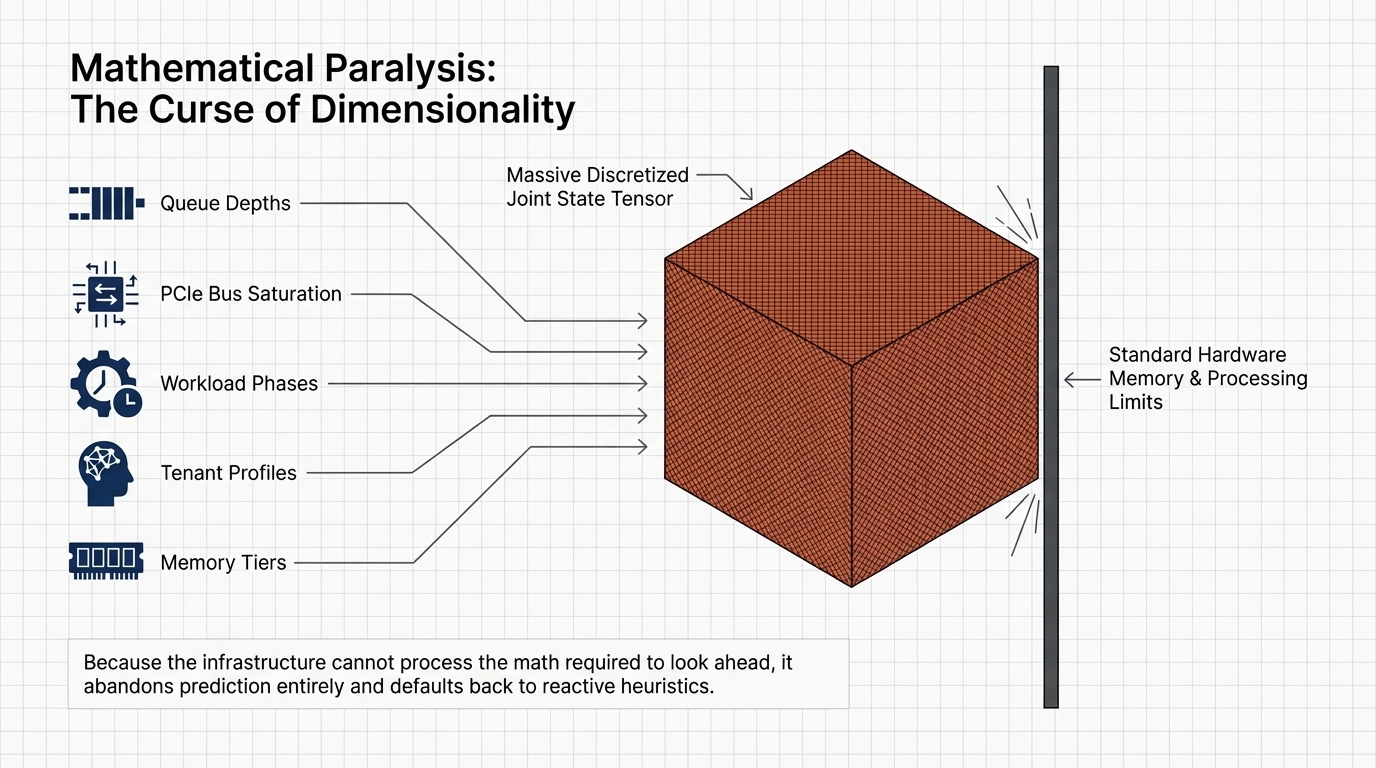 Mathematical Paralysis:
The Curse of Dimensionality
Queue Depths
PCIe Bus Saturation
Workload Phases
Tenant Profiles
Memory Tiers
Massive Discretized
Joint State Tensor
Standard Hardware
Memory & Processing
Limits
Because the infrastructure cannot process the math required to look ahead, it
abandons prediction entirely and defaults back to reactive heuristics.